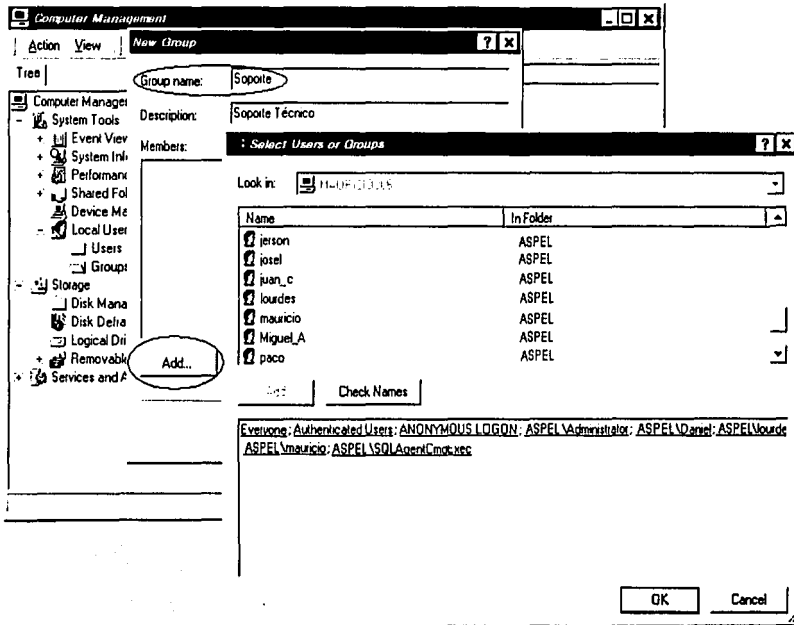 Computer Management
Action View
New Group
Tree
Group name: Soporte
Description: Soporte Técnico
Members:
Computer Manager
System Tools
Event View
System Inf
Performanc
Shared Fol
Device Ma
Local User
Users
Groups
Storage
Disk Mana
Disk Defra
Logical Dri
Removabl
Services and A
Add...
Select Users or Groups
Look in:
Name In Folder
jerson ASPEL
josel ASPEL
juan_c ASPEL
lourdes ASPEL
mauricio ASPEL
Miguel_A ASPEL
paco ASPEL
Add Check Names
Everyone; Authenticated Users; ANONYMOUS LOGON; ASPEL\Administrator; ASPEL\Daniel; ASPEL\lourde
ASPEL\mauricio; ASPEL\SQLAgentCmdExec
OK Cancel